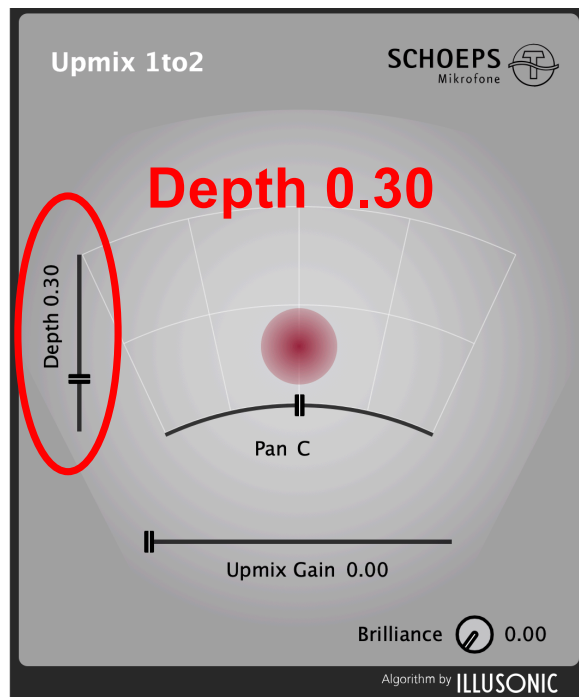 Upmix 1to2
SCHOEPS
Mikrofone
Depth 0.30
Depth 0.30
Pan C
Upmix Gain 0.00
Brilliance 0.00
Algorithm by ILLUSONIC